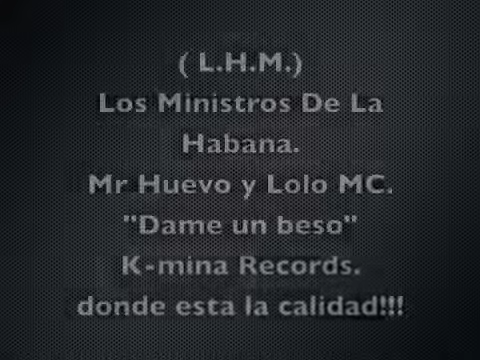 ( L.H.M.)
Los Ministros De La
Habana.
Mr Huevo y Lolo MC.
"Dame un beso"
K-mina Records.
donde esta la calidad!!!